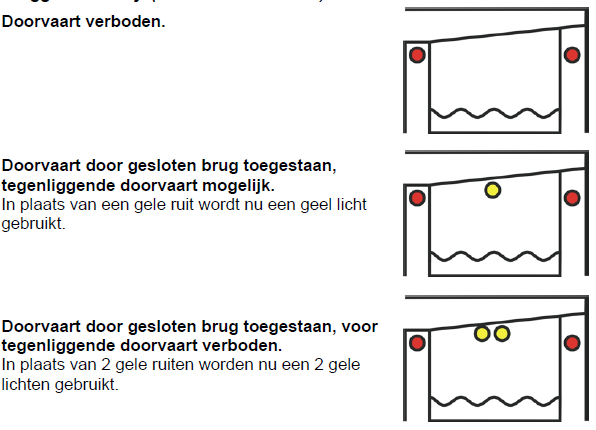 Doorvaart verboden.
Doorvaart door gesloten brug toegestaan,
tegenliggende doorvaart mogelijk.
In plaats van een gele ruit wordt nu een geel licht
gebruikt.
Doorvaart door gesloten brug toegestaan, voor
tegenliggende doorvaart verboden.
In plaats van 2 gele ruiten worden nu een 2 gele
lichten gebruikt.